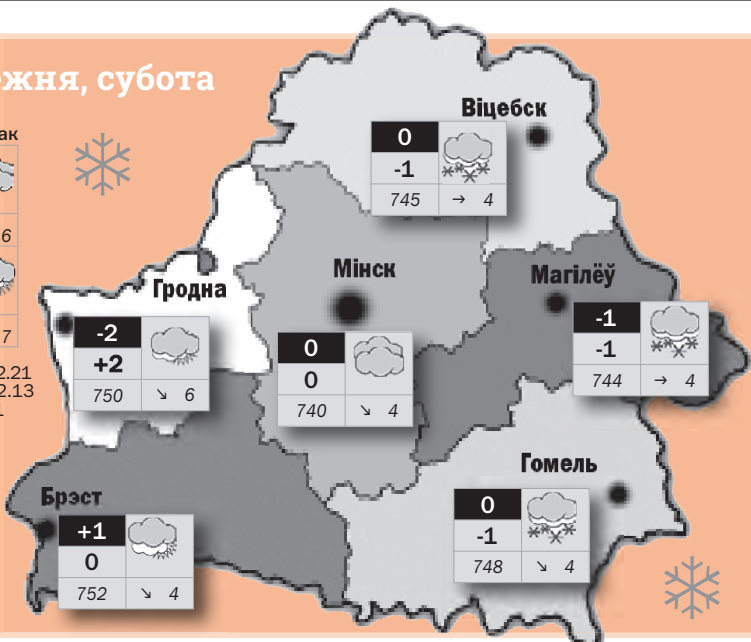 жня, субота
ак
6
7
2.21
2.13
Віцебск
0
-1
745 → 4
Мінск
0
0
740 ↘ 4
Магілёў
-1
-1
744 → 4
Гродна
-2
+2
750 ↘ 6
Гомель
0
-1
748 ↘ 4
Брэст
+1
0
752 ↘ 4